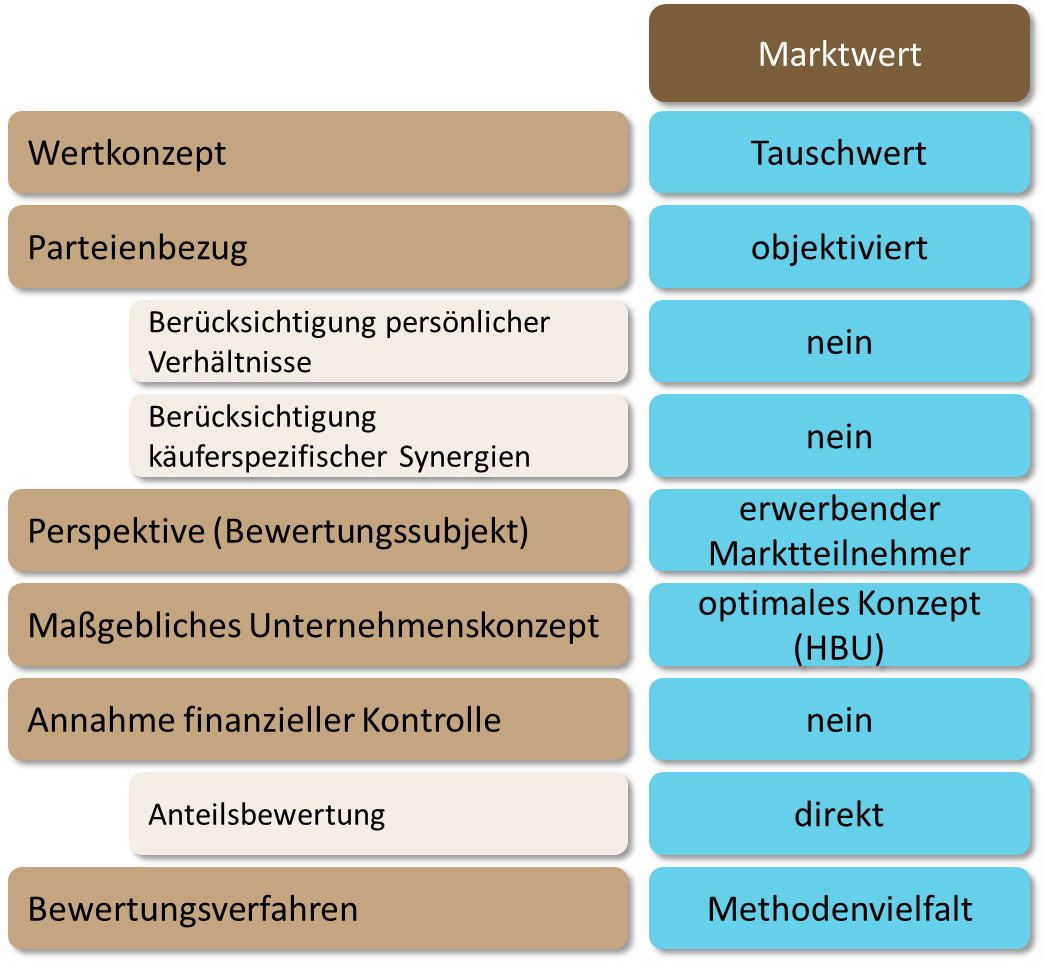 Marktwert
Wertkonzept
Tauschwert
Parteienbezug
objektiviert
Berücksichtigung persönlicher
Verhältnisse
nein
Berücksichtigung
käuferspezifischer Synergien
nein
Perspektive (Bewertungssubjekt)
erwerbender
Marktteilnehmer
Maßgebliches Unternehmenskonzept
optimales Konzept
(HBU)
Annahme finanzieller Kontrolle
nein
Anteilsbewertung
direkt
Bewertungsverfahren
Methodenvielfalt